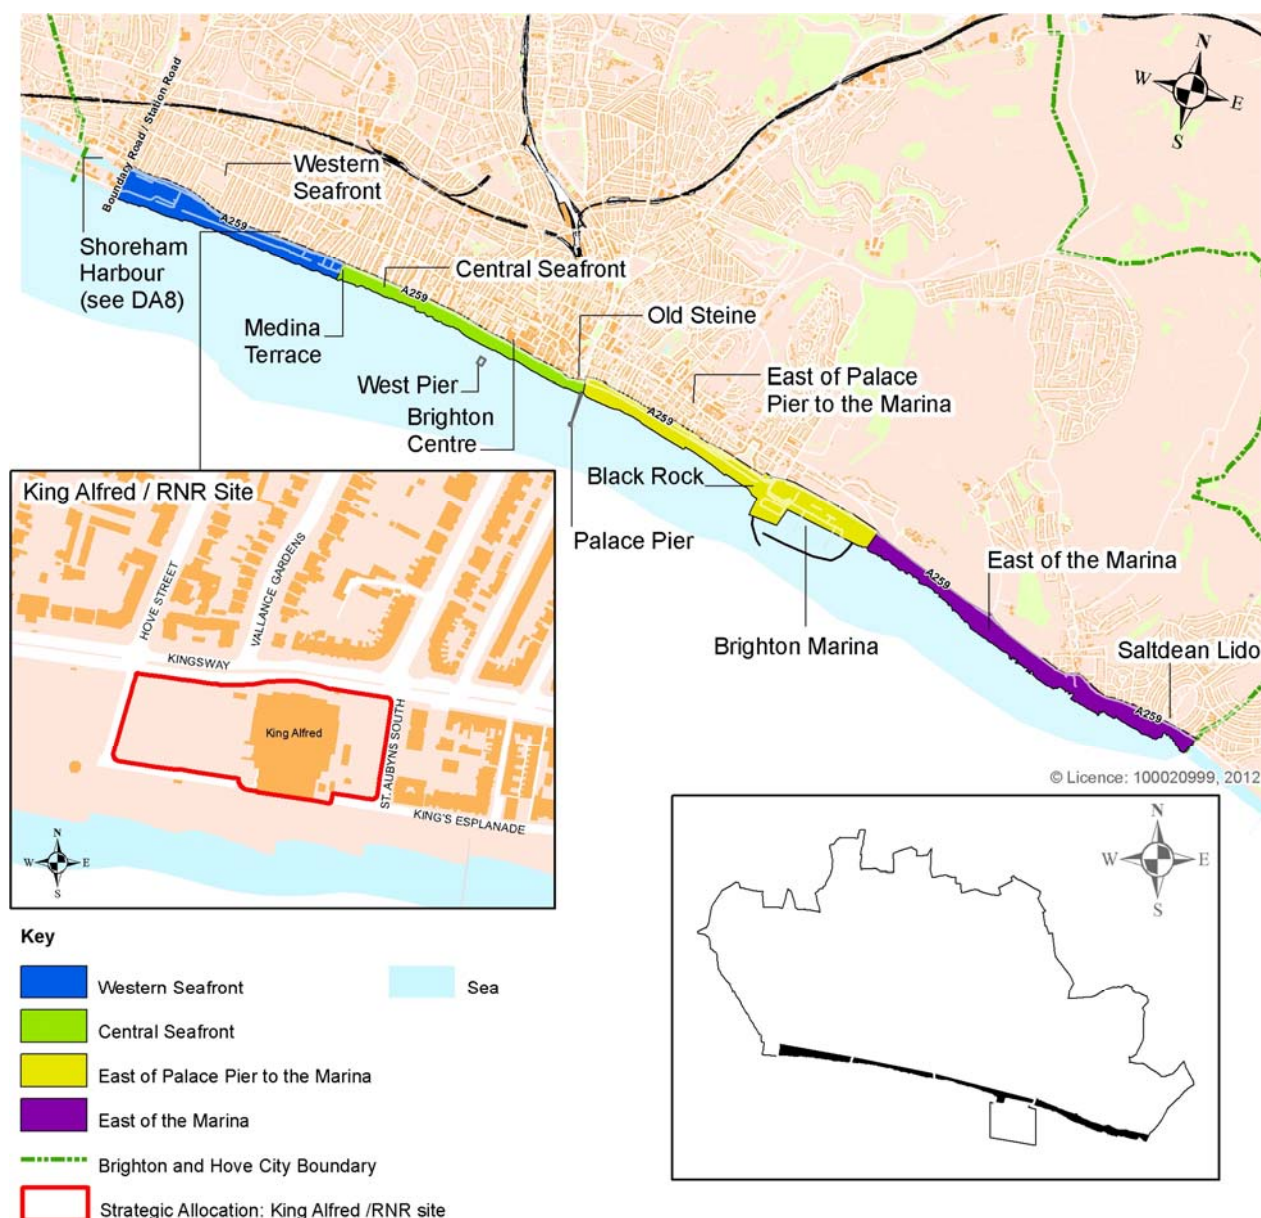 N
W
E
S
Boundary Road / Station Road
Western
Seafront
A259
Shoreham
Harbour
(see DA8)
Central Seafront
A259
Medina
Terrace
Old Steine
West Pier
East of Palace
Pier to the Marina
A259
Brighton
Centre
Black Rock
Palace Pier
East of the Marina
A259
Brighton Marina
Saltdean Lido
A259
© Licence: 100020999, 2012
King Alfred / RNR Site
HOVE STREET
VALLANCE GARDENS
KINGSWAY
King Alfred
ST. AUBYNS SOUTH
KING'S ESPLANADE
N
W
E
S
N
W
E
S
Key
Western Seafront
Sea
Central Seafront
East of Palace Pier to the Marina
East of the Marina
Brighton and Hove City Boundary
Strategic Allocation: King Alfred /RNR site